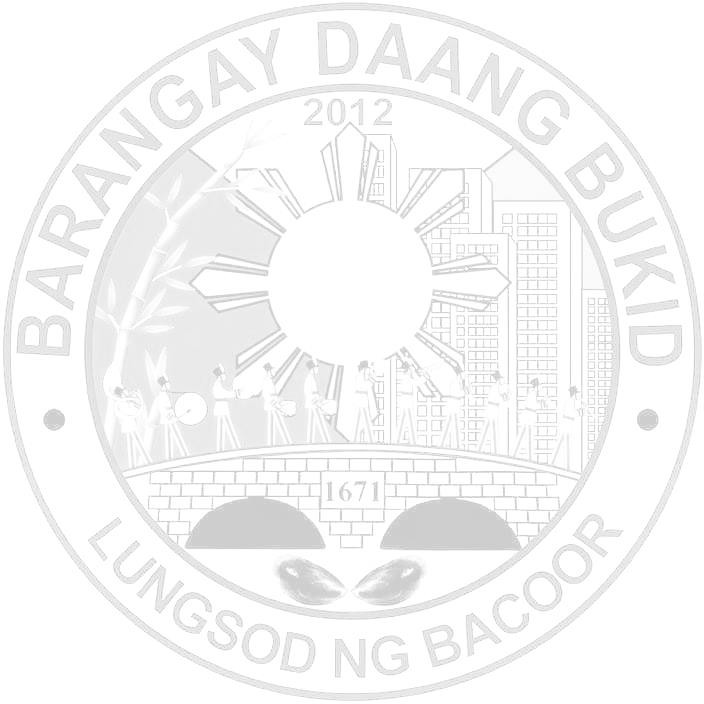 BARANGAY DAANG BUKID
2012
1671
LUNGSOD NG BACOOR